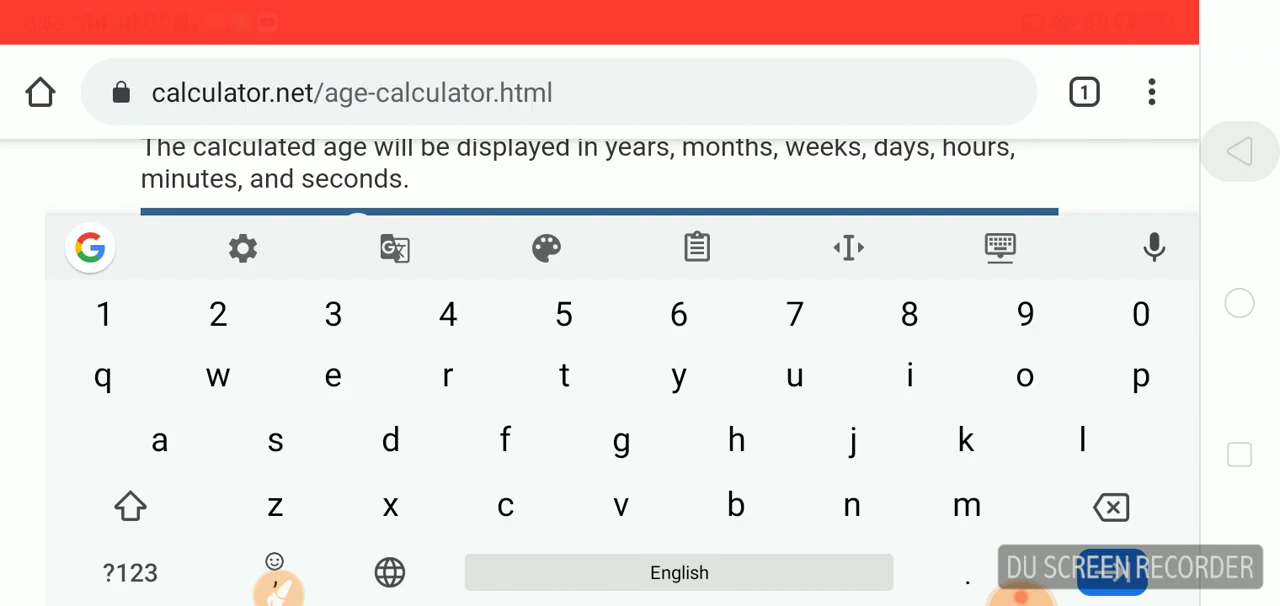 calculator.net/age-calculator.html
1
The calculated age will be displayed in years, months, weeks, days, hours,
minutes, and seconds.
G
1 2 3 4 5 6 7 8 9 0
q w e r t y u i o p
a s d f g h j k l
z x c v b n m
?123 , English .
DU SCREEN RECORDER